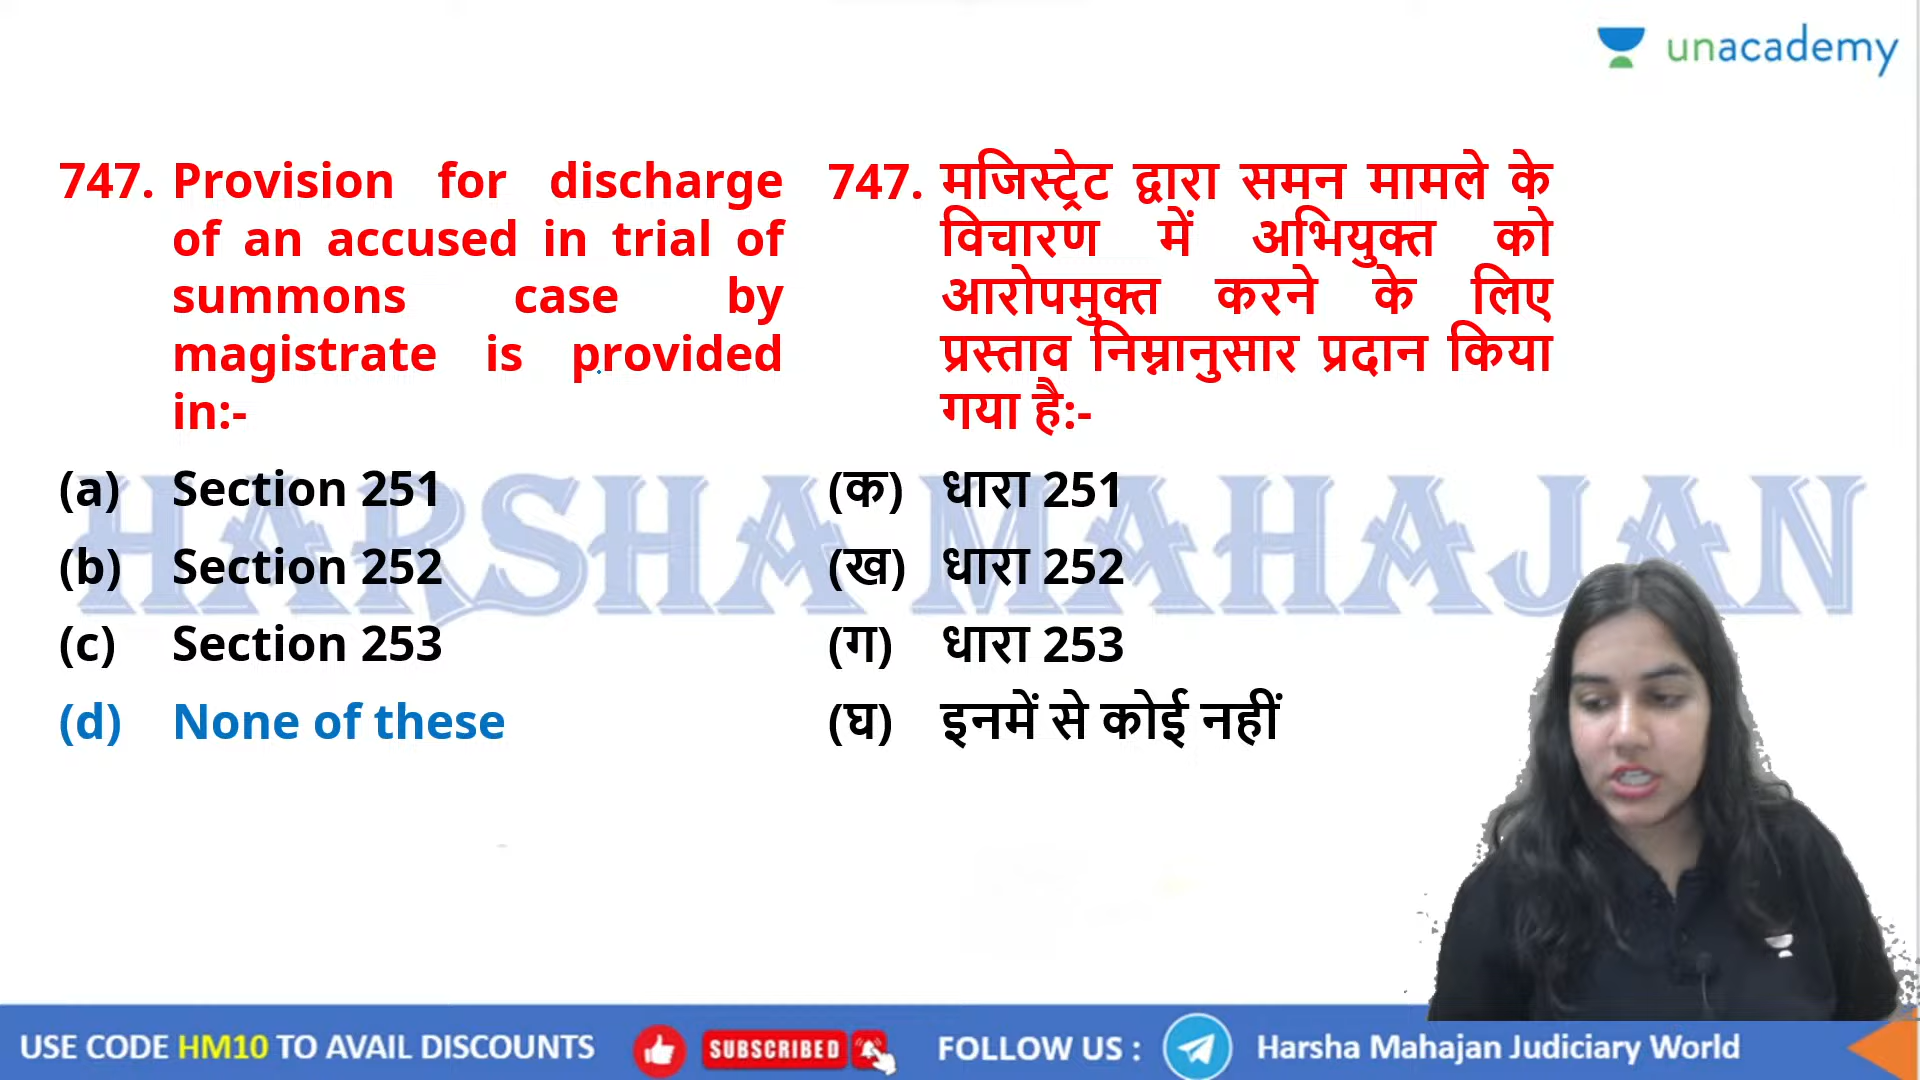 unacademy
747. Provision for discharge
of an accused in trial of
summons case by
magistrate is provided
in:-
(a) Section 251
(b) Section 252
(c) Section 253
(d) None of these
747. मजिस्ट्रेट द्वारा समन मामले के
विचारण में अभियुक्त को
आरोपमुक्त करने के लिए
प्रस्ताव निम्नानुसार प्रदान किया
गया है:-
(क) धारा 251
(ख) धारा 252
(ग) धारा 253
(घ) इनमें से कोई नहीं
HARSHA MAHAJAN
USE CODE HM10 TO AVAIL DISCOUNTS
SUBSCRIBED
FOLLOW US :
Harsha Mahajan Judiciary World